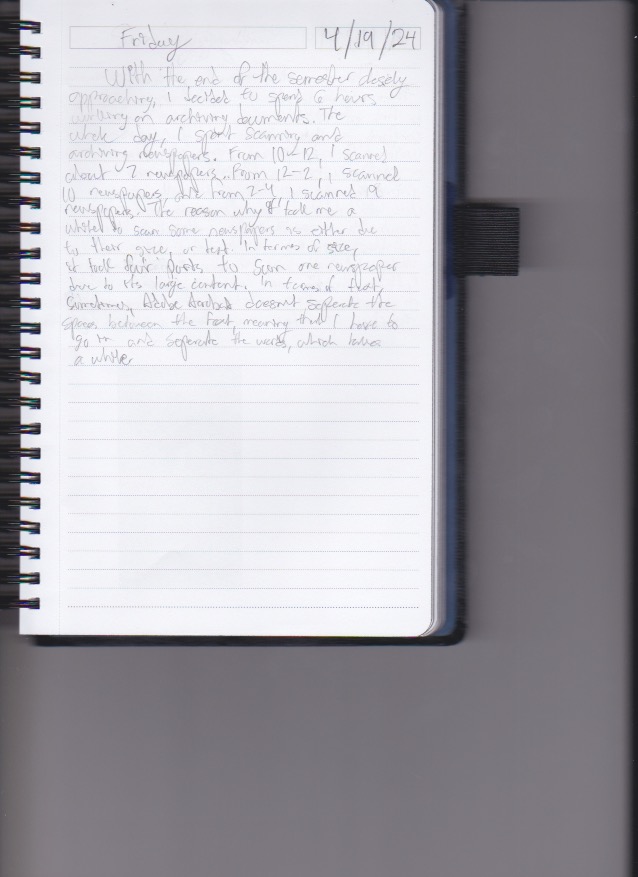 Friday 4/19/24
With the end of the semester closely
approaching, I decided to spend 6 hours
working on archiving documents. The
whole day, I spent scanning and
archiving newspapers. From 10-12, I scanned
about 7 newspapers. From 12-2, I scanned
10 newspapers, and from 2-4, I scanned 9
newspapers. The reason why it took me a
while to scan some newspapers is either due
to their size, or text. In terms of size,
it took four posts to scan one newspaper
due to its large content. In terms of
Sometimes, Adobe Acrobat doesn't seperate the
spaces between the meaning that I have to
go in and seperate the words, which takes
a while